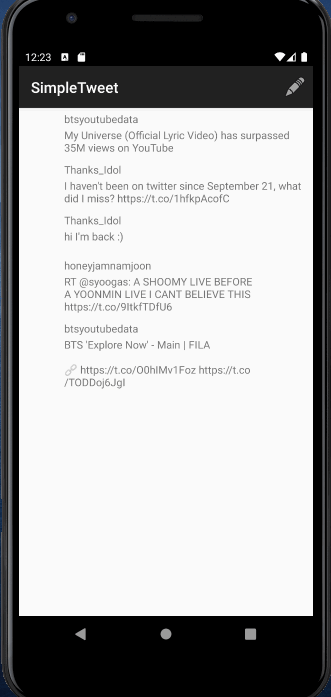 12:23
SimpleTweet
btsyoutubedata
My Universe (Official Lyric Video) has surpassed
35M views on YouTube
Thanks_Idol
I haven't been on twitter since September 21, what
did I miss? https://t.co/1hfkpAcofC
Thanks_Idol
hi I'm back :)
honeyjamnamjoon
RT @syoogas: A SHOOMY LIVE BEFORE
A YOONMIN LIVE I CANT BELIEVE THIS
https://t.co/9ItkfTDfU6
btsyoutubedata
BTS 'Explore Now' - Main | FILA
🔗 https://t.co/O0hIMv1Foz https://t.co
/TODDoj6JgI